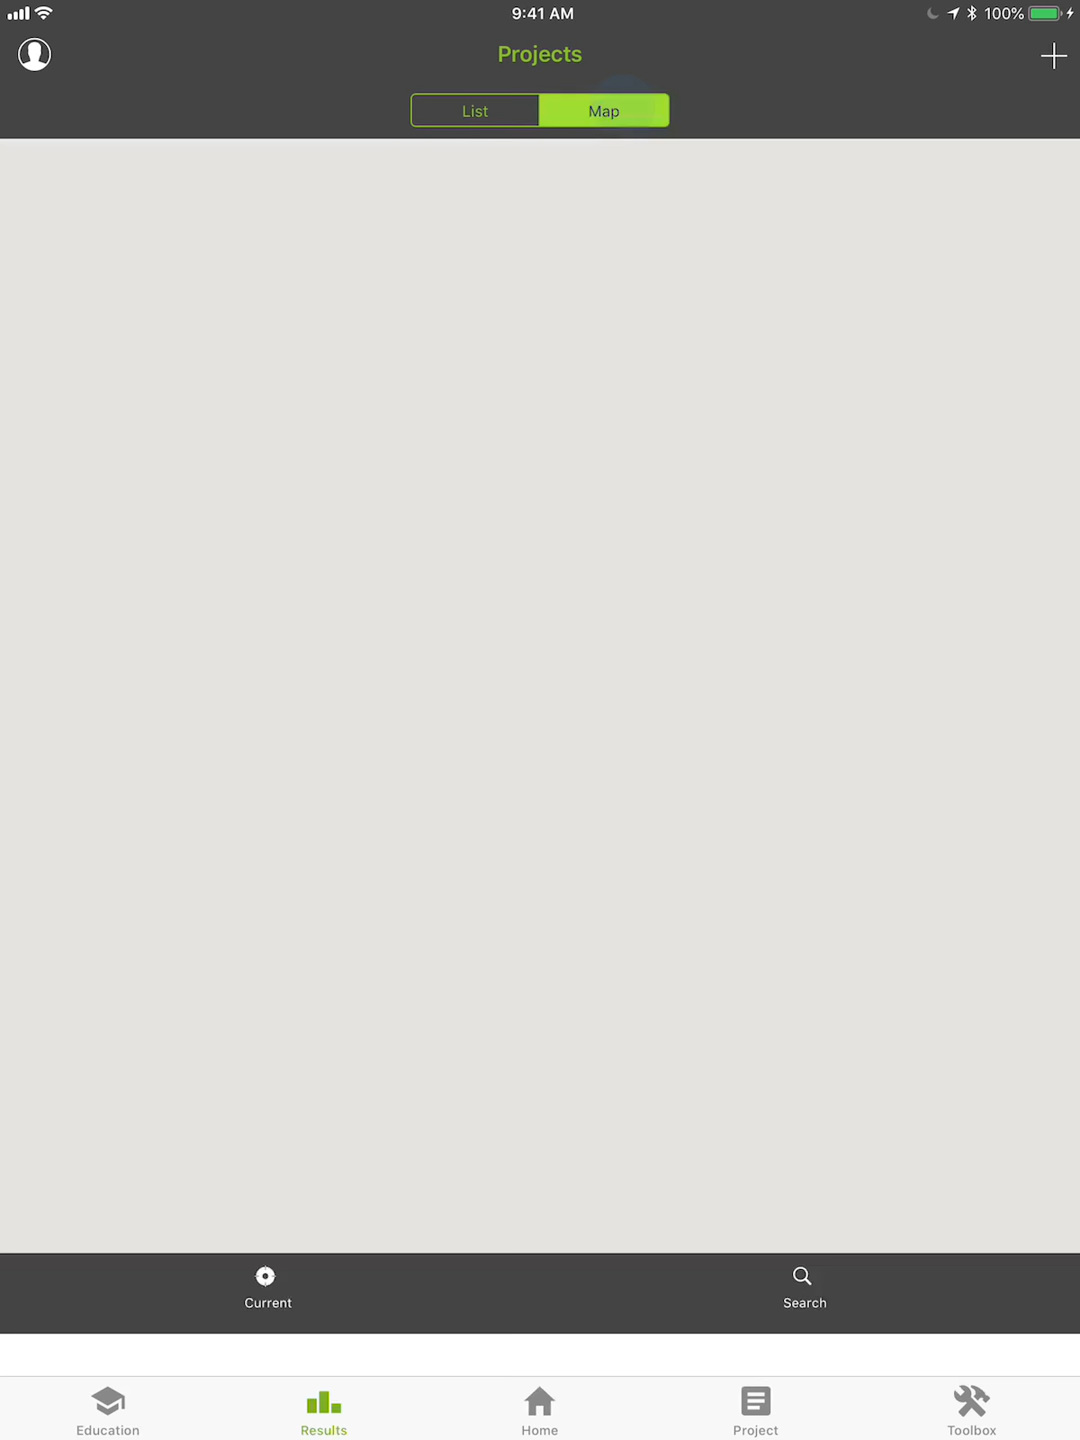 9:41 AM
100%
Projects
List
Map
Current
Search
Education
Results
Home
Project
Toolbox